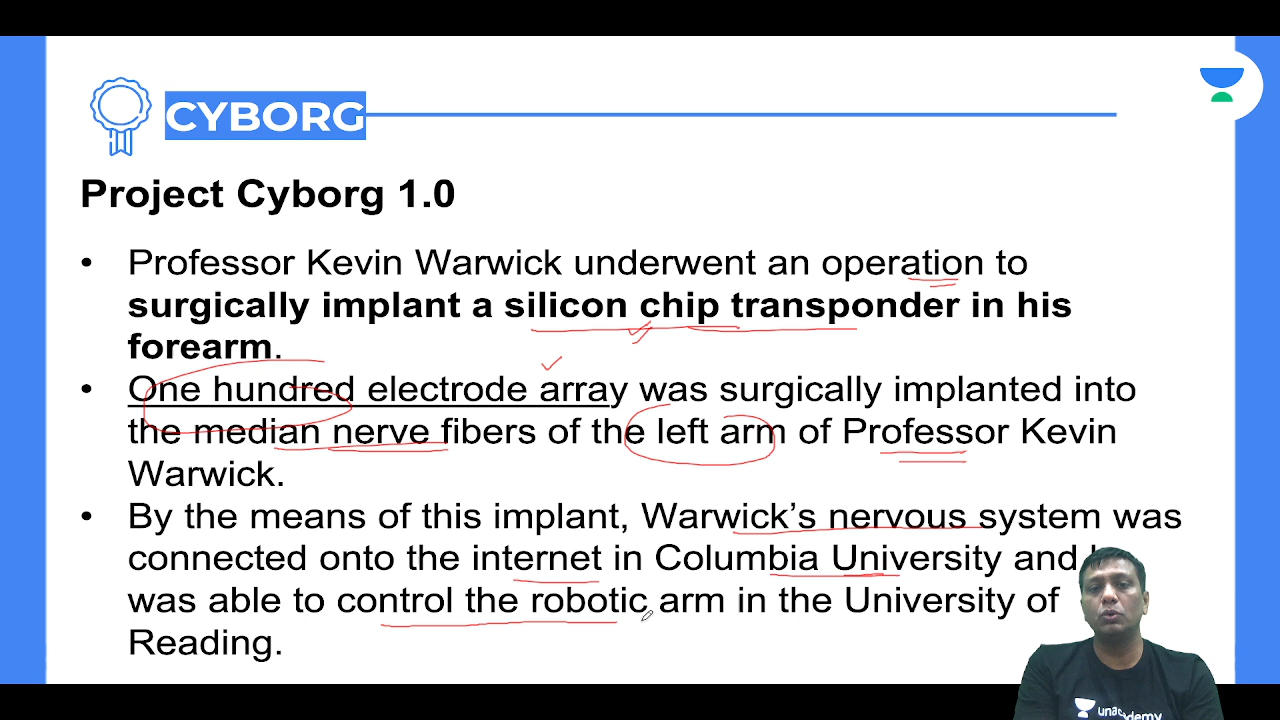 CYBORG
Project Cyborg 1.0
• Professor Kevin Warwick underwent an operation to
surgically implant a silicon chip transponder in his
forearm.
• One hundred electrode array was surgically implanted into
the median nerve fibers of the left arm of Professor Kevin
Warwick.
• By the means of this implant, Warwick’s nervous system was
connected onto the internet in Columbia University and
was able to control the robotic arm in the University of
Reading.
unacademy